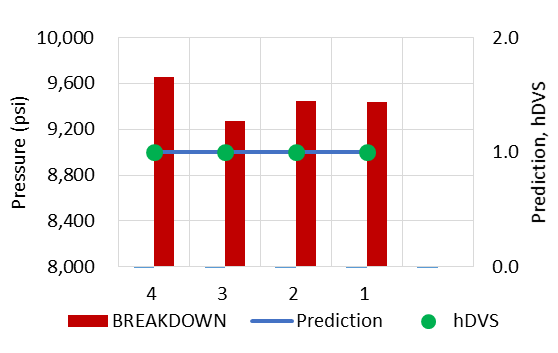 10,000
9,600
9,200
8,800
8,400
8,000
Pressure (psi)
2.0
1.0
0.0
Prediction, hDVS
4 3 2 1
BREAKDOWN Prediction hDVS